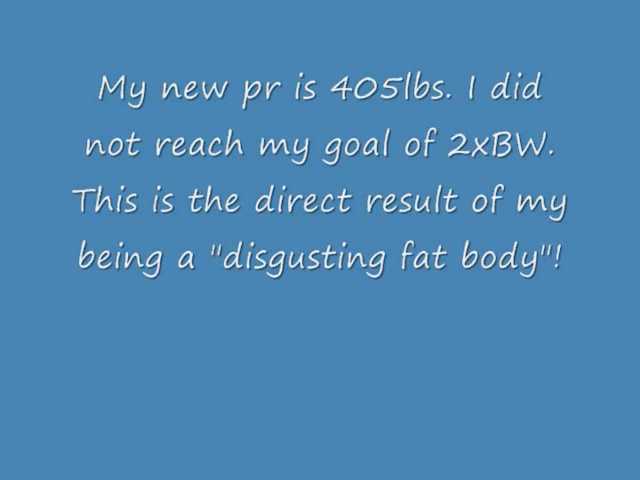 My new pr is 405lbs. I did
not reach my goal of 2xBW.
This is the direct result of my
being a "disgusting fat body"!